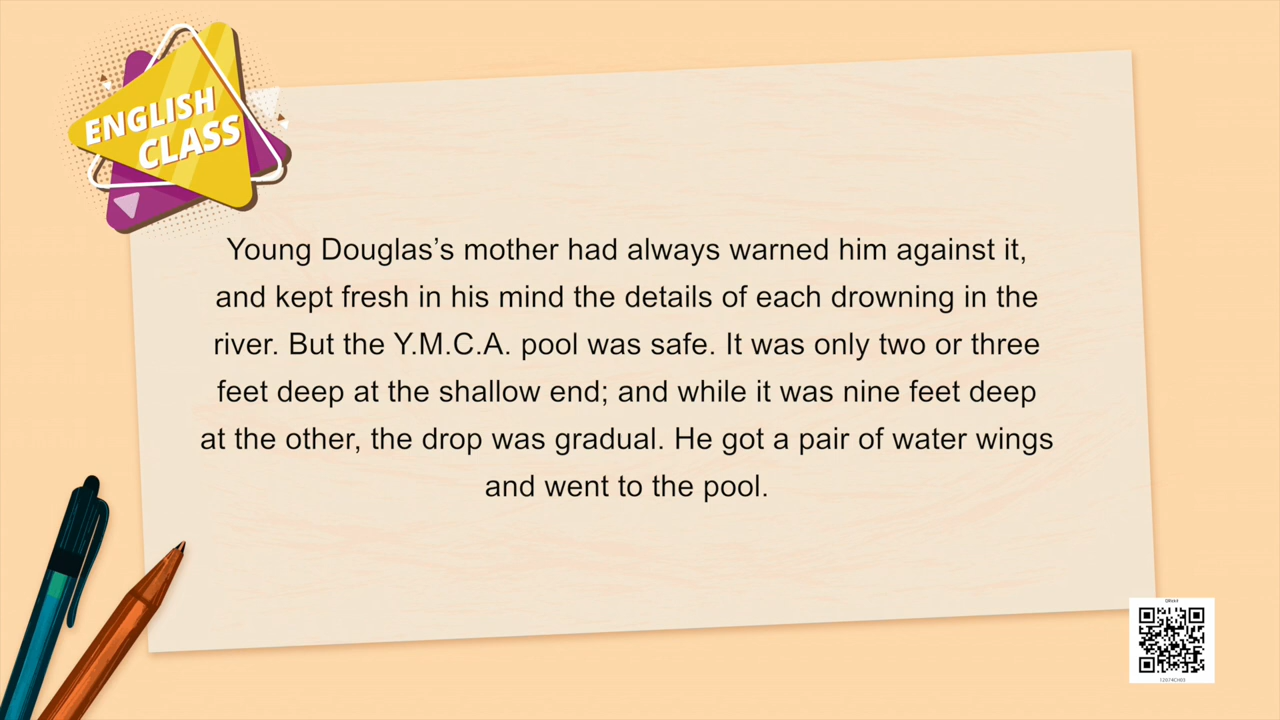 ENGLISH
CLASS
Young Douglas’s mother had always warned him against it,
and kept fresh in his mind the details of each drowning in the
river. But the Y.M.C.A. pool was safe. It was only two or three
feet deep at the shallow end; and while it was nine feet deep
at the other, the drop was gradual. He got a pair of water wings
and went to the pool.
12074CH03